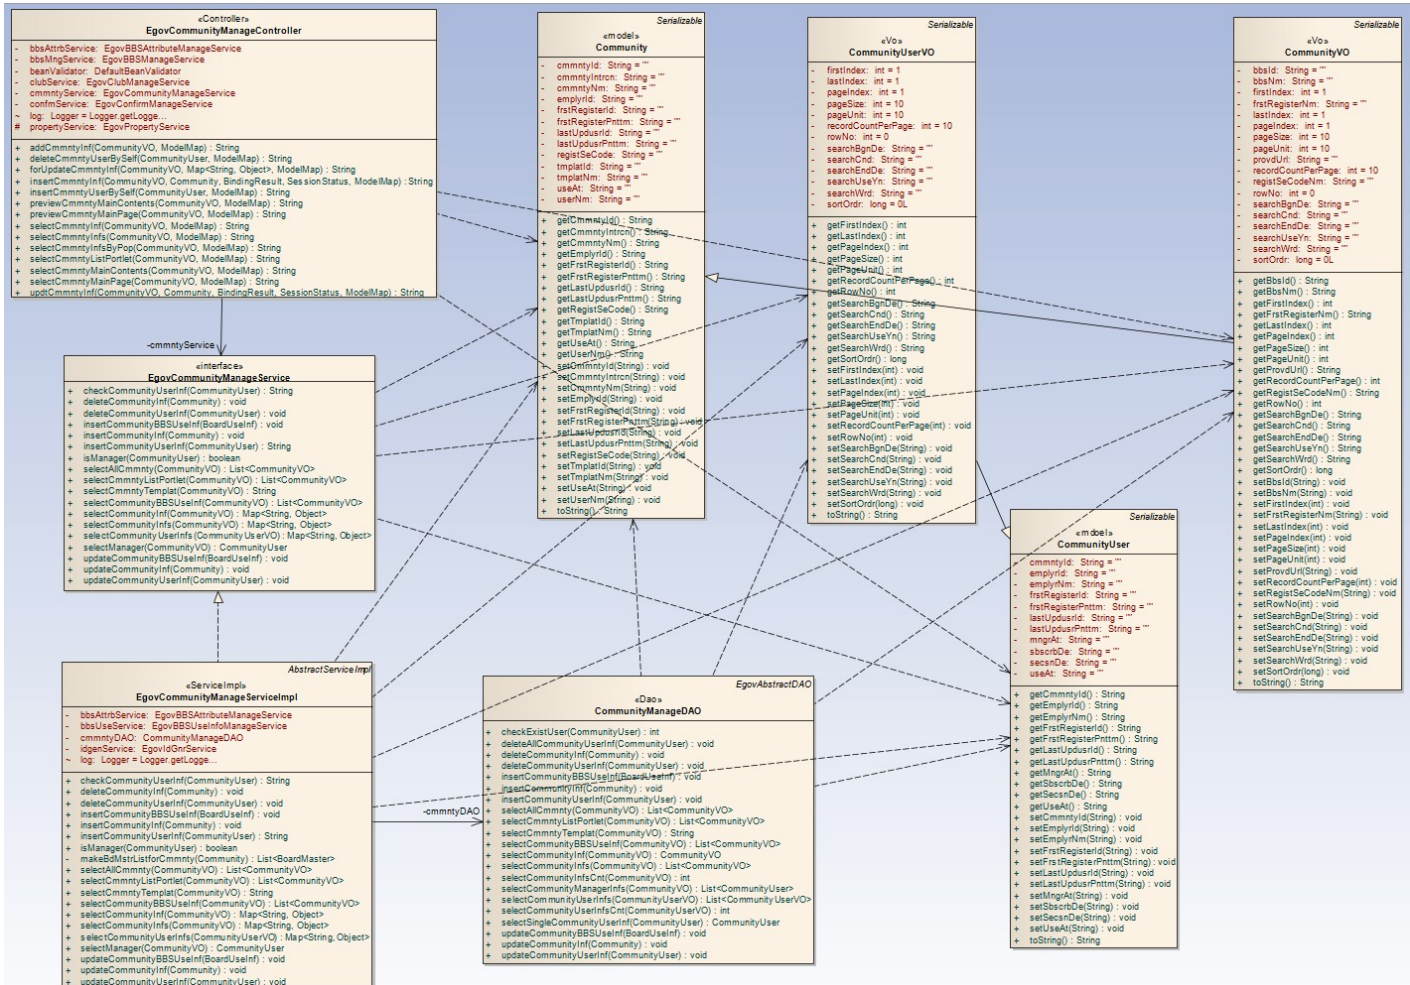 «Controller»
EgovCommunityManageController
- bbsAttrbService: EgovBBSAttributeManageService
- bbsMngService: EgovBBSManageService
- beanValidator: DefaultBeanValidator
- clubService: EgovClubManageService
- cmmntyService: EgovCommunityManageService
- confmService: EgovConfirmManageService
~ log: Logger = Logger.getLogge...
# propertyService: EgovPropertyService
+ addCmmntyInf(CommunityVO, ModelMap) : String
+ deleteCmmntyUserBySelf(CommunityUser, ModelMap) : String
+ forUpdateCmmntyInf(CommunityVO, Map<String, Object>, ModelMap) : String
+ insertCmmntyInf(CommunityVO, Community, BindingResult, SessionStatus, ModelMap) : String
+ insertCmmntyUserBySelf(CommunityUser, ModelMap) : String
+ previewCmmntyMainContents(CommunityVO, ModelMap) : String
+ previewCmmntyMainPage(CommunityVO, ModelMap) : String
+ selectCmmntyInf(CommunityVO, ModelMap) : String
+ selectCmmntyInfs(CommunityVO, ModelMap) : String
+ selectCmmntyInfsByPop(CommunityVO, ModelMap) : String
+ selectCmmntyListPortlet(CommunityVO, ModelMap) : String
+ selectCmmntyMainContents(CommunityVO, ModelMap) : String
+ selectCmmntyMainPage(CommunityVO, ModelMap) : String
+ updtCmmntyInf(CommunityVO, Community, BindingResult, SessionStatus, ModelMap) : String
-cmmntyService
«interface»
EgovCommunityManageService
+ checkCommunityUserInf(CommunityUser) : String
+ deleteCommunityInf(Community) : void
+ deleteCommunityUserInf(CommunityUser) : void
+ insertCommunityBBSUseInf(BoardUseInf) : void
+ insertCommunityInf(Community) : void
+ insertCommunityUserInf(CommunityUser) : String
+ isManager(CommunityUser) : boolean
+ selectAllCmmnty(CommunityVO) : List<CommunityVO>
+ selectCmmntyListPortlet(CommunityVO) : List<CommunityVO>
+ selectCmmntyTemplat(CommunityVO) : String
+ selectCommunityBBSUseInf(CommunityVO) : List<CommunityVO>
+ selectCommunityInf(CommunityVO) : Map<String, Object>
+ selectCommunityInfs(CommunityVO) : Map<String, Object>
+ selectCommunityUserInfs(CommunityUserVO) : Map<String, Object>
+ selectManager(CommunityVO) : CommunityUser
+ updateCommunityBBSUseInf(BoardUseInf) : void
+ updateCommunityInf(Community) : void
+ updateCommunityUserInf(CommunityUser) : void
AbstractServiceImpl
«ServiceImpl»
EgovCommunityManageServiceImpl
- bbsAttrbService: EgovBBSAttributeManageService
- bbsUseService: EgovBBSUseInfoManageService
- cmmntyDAO: CommunityManageDAO
- idgenService: EgovIdGnrService
~ log: Logger = Logger.getLogge...
+ checkCommunityUserInf(CommunityUser) : String
+ deleteCommunityInf(Community) : void
+ deleteCommunityUserInf(CommunityUser) : void
+ insertCommunityBBSUseInf(BoardUseInf) : void
+ insertCommunityInf(Community) : void
+ insertCommunityUserInf(CommunityUser) : String
+ isManager(CommunityUser) : boolean
- makeBdMstrListforCmmnty(Community) : List<BoardMaster>
+ selectAllCmmnty(CommunityVO) : List<CommunityVO>
+ selectCmmntyListPortlet(CommunityVO) : List<CommunityVO>
+ selectCmmntyTemplat(CommunityVO) : String
+ selectCommunityBBSUseInf(CommunityVO) : List<CommunityVO>
+ selectCommunityInf(CommunityVO) : Map<String, Object>
+ selectCommunityInfs(CommunityVO) : Map<String, Object>
+ selectCommunityUserInfs(CommunityUserVO) : Map<String, Object>
+ selectManager(CommunityVO) : CommunityUser
+ updateCommunityBBSUseInf(BoardUseInf) : void
+ updateCommunityInf(Community) : void
+ updateCommunityUserInf(CommunityUser) : void
-cmmntyDAO
Serializable
«model»
Community
- cmmntyId: String = ""
- cmmntyIntrcn: String = ""
- cmmntyNm: String = ""
- emplyrId: String = ""
- frstRegisterId: String = ""
- frstRegisterPnttm: String = ""
- lastUpdusrId: String = ""
- lastUpdusrPnttm: String = ""
- registSeCode: String = ""
- tmplatId: String = ""
- tmplatNm: String = ""
- useAt: String = ""
- userNm: String = ""
+ getCmmntyId() : String
+ getCmmntyIntrcn() : String
+ getCmmntyNm() : String
+ getEmplyrId() : String
+ getFrstRegisterId() : String
+ getFrstRegisterPnttm() : String
+ getLastUpdusrId() : String
+ getLastUpdusrPnttm() : String
+ getRegistSeCode() : String
+ getTmplatId() : String
+ getTmplatNm() : String
+ getUseAt() : String
+ getUserNm() : String
+ setCmmntyId(String) : void
+ setCmmntyIntrcn(String) : void
+ setCmmntyNm(String) : void
+ setEmplyrId(String) : void
+ setFrstRegisterId(String) : void
+ setFrstRegisterPnttm(String) : void
+ setLastUpdusrId(String) : void
+ setLastUpdusrPnttm(String) : void
+ setRegistSeCode(String) : void
+ setTmplatId(String) : void
+ setTmplatNm(String) : void
+ setUseAt(String) : void
+ setUserNm(String) : void
+ toString() : String
EgovAbstractDAO
«Dao»
CommunityManageDAO
+ checkExistUser(CommunityUser) : int
+ deleteAllCommunityUserInf(CommunityUser) : void
+ deleteCommunityInf(Community) : void
+ deleteCommunityUserInf(CommunityUser) : void
+ insertCommunityBBSUseInf(BoardUseInf) : void
+ insertCommunityInf(Community) : void
+ insertCommunityUserInf(CommunityUser) : void
+ selectAllCmmnty(CommunityVO) : List<CommunityVO>
+ selectCmmntyListPortlet(CommunityVO) : List<CommunityVO>
+ selectCmmntyTemplat(CommunityVO) : String
+ selectCommunityBBSUseInf(CommunityVO) : List<CommunityVO>
+ selectCommunityInf(CommunityVO) : CommunityVO
+ selectCommunityInfs(CommunityVO) : List<CommunityVO>
+ selectCommunityInfsCnt(CommunityVO) : int
+ selectCommunityManagerInfs(CommunityVO) : List<CommunityUser>
+ selectCommunityUserInfs(CommunityUserVO) : List<CommunityUserVO>
+ selectCommunityUserInfsCnt(CommunityUserVO) : int
+ selectSingleCommunityUserInf(CommunityUser) : CommunityUser
+ updateCommunityBBSUseInf(BoardUseInf) : void
+ updateCommunityInf(Community) : void
+ updateCommunityUserInf(CommunityUser) : void
Serializable
«Vo»
CommunityUserVO
- firstIndex: int = 1
- lastIndex: int = 1
- pageIndex: int = 1
- pageSize: int = 10
- pageUnit: int = 10
- recordCountPerPage: int = 10
- rowNo: int = 0
- searchBgnDe: String = ""
- searchCnd: String = ""
- searchEndDe: String = ""
- searchUseYn: String = ""
- searchWrd: String = ""
- sortOrdr: long = 0L
+ getFirstIndex() : int
+ getLastIndex() : int
+ getPageIndex() : int
+ getPageSize() : int
+ getPageUnit() : int
+ getRecordCountPerPage() : int
+ getRowNo() : int
+ getSearchBgnDe() : String
+ getSearchCnd() : String
+ getSearchEndDe() : String
+ getSearchUseYn() : String
+ getSearchWrd() : String
+ getSortOrdr() : long
+ setFirstIndex(int) : void
+ setLastIndex(int) : void
+ setPageIndex(int) : void
+ setPageSize(int) : void
+ setPageUnit(int) : void
+ setRecordCountPerPage(int) : void
+ setRowNo(int) : void
+ setSearchBgnDe(String) : void
+ setSearchCnd(String) : void
+ setSearchEndDe(String) : void
+ setSearchUseYn(String) : void
+ setSearchWrd(String) : void
+ setSortOrdr(long) : void
+ toString() : String
Serializable
«mdoel»
CommunityUser
- cmmntyId: String = ""
- emplyrId: String = ""
- emplyrNm: String = ""
- frstRegisterId: String = ""
- frstRegisterPnttm: String = ""
- lastUpdusrId: String = ""
- lastUpdusrPnttm: String = ""
- mngrAt: String = ""
- sbscrbDe: String = ""
- secsnDe: String = ""
- useAt: String = ""
+ getCmmntyId() : String
+ getEmplyrId() : String
+ getEmplyrNm() : String
+ getFrstRegisterId() : String
+ getFrstRegisterPnttm() : String
+ getLastUpdusrId() : String
+ getLastUpdusrPnttm() : String
+ getMngrAt() : String
+ getSbscrbDe() : String
+ getSecsnDe() : String
+ getUseAt() : String
+ setCmmntyId(String) : void
+ setEmplyrId(String) : void
+ setEmplyrNm(String) : void
+ setFrstRegisterId(String) : void
+ setFrstRegisterPnttm(String) : void
+ setLastUpdusrId(String) : void
+ setLastUpdusrPnttm(String) : void
+ setMngrAt(String) : void
+ setSbscrbDe(String) : void
+ setSecsnDe(String) : void
+ setUseAt(String) : void
+ toString() : String
Serializable
«Vo»
CommunityVO
- bbsId: String = ""
- bbsNm: String = ""
- firstIndex: int = 1
- frstRegisterNm: String = ""
- lastIndex: int = 1
- pageIndex: int = 1
- pageSize: int = 10
- pageUnit: int = 10
- provdUrl: String = ""
- recordCountPerPage: int = 10
- registSeCodeNm: String = ""
- rowNo: int = 0
- searchBgnDe: String = ""
- searchCnd: String = ""
- searchEndDe: String = ""
- searchUseYn: String = ""
- searchWrd: String = ""
- sortOrdr: long = 0L
+ getBbsId() : String
+ getBbsNm() : String
+ getFirstIndex() : int
+ getFrstRegisterNm() : String
+ getLastIndex() : int
+ getPageIndex() : int
+ getPageSize() : int
+ getPageUnit() : int
+ getProvdUrl() : String
+ getRecordCountPerPage() : int
+ getRegistSeCodeNm() : String
+ getRowNo() : int
+ getSearchBgnDe() : String
+ getSearchCnd() : String
+ getSearchEndDe() : String
+ getSearchUseYn() : String
+ getSearchWrd() : String
+ getSortOrdr() : long
+ setBbsId(String) : void
+ setBbsNm(String) : void
+ setFirstIndex(int) : void
+ setFrstRegisterNm(String) : void
+ setLastIndex(int) : void
+ setPageIndex(int) : void
+ setPageSize(int) : void
+ setPageUnit(int) : void
+ setProvdUrl(String) : void
+ setRecordCountPerPage(int) : void
+ setRegistSeCodeNm(String) : void
+ setRowNo(int) : void
+ setSearchBgnDe(String) : void
+ setSearchCnd(String) : void
+ setSearchEndDe(String) : void
+ setSearchUseYn(String) : void
+ setSearchWrd(String) : void
+ setSortOrdr(long) : void
+ toString() : String